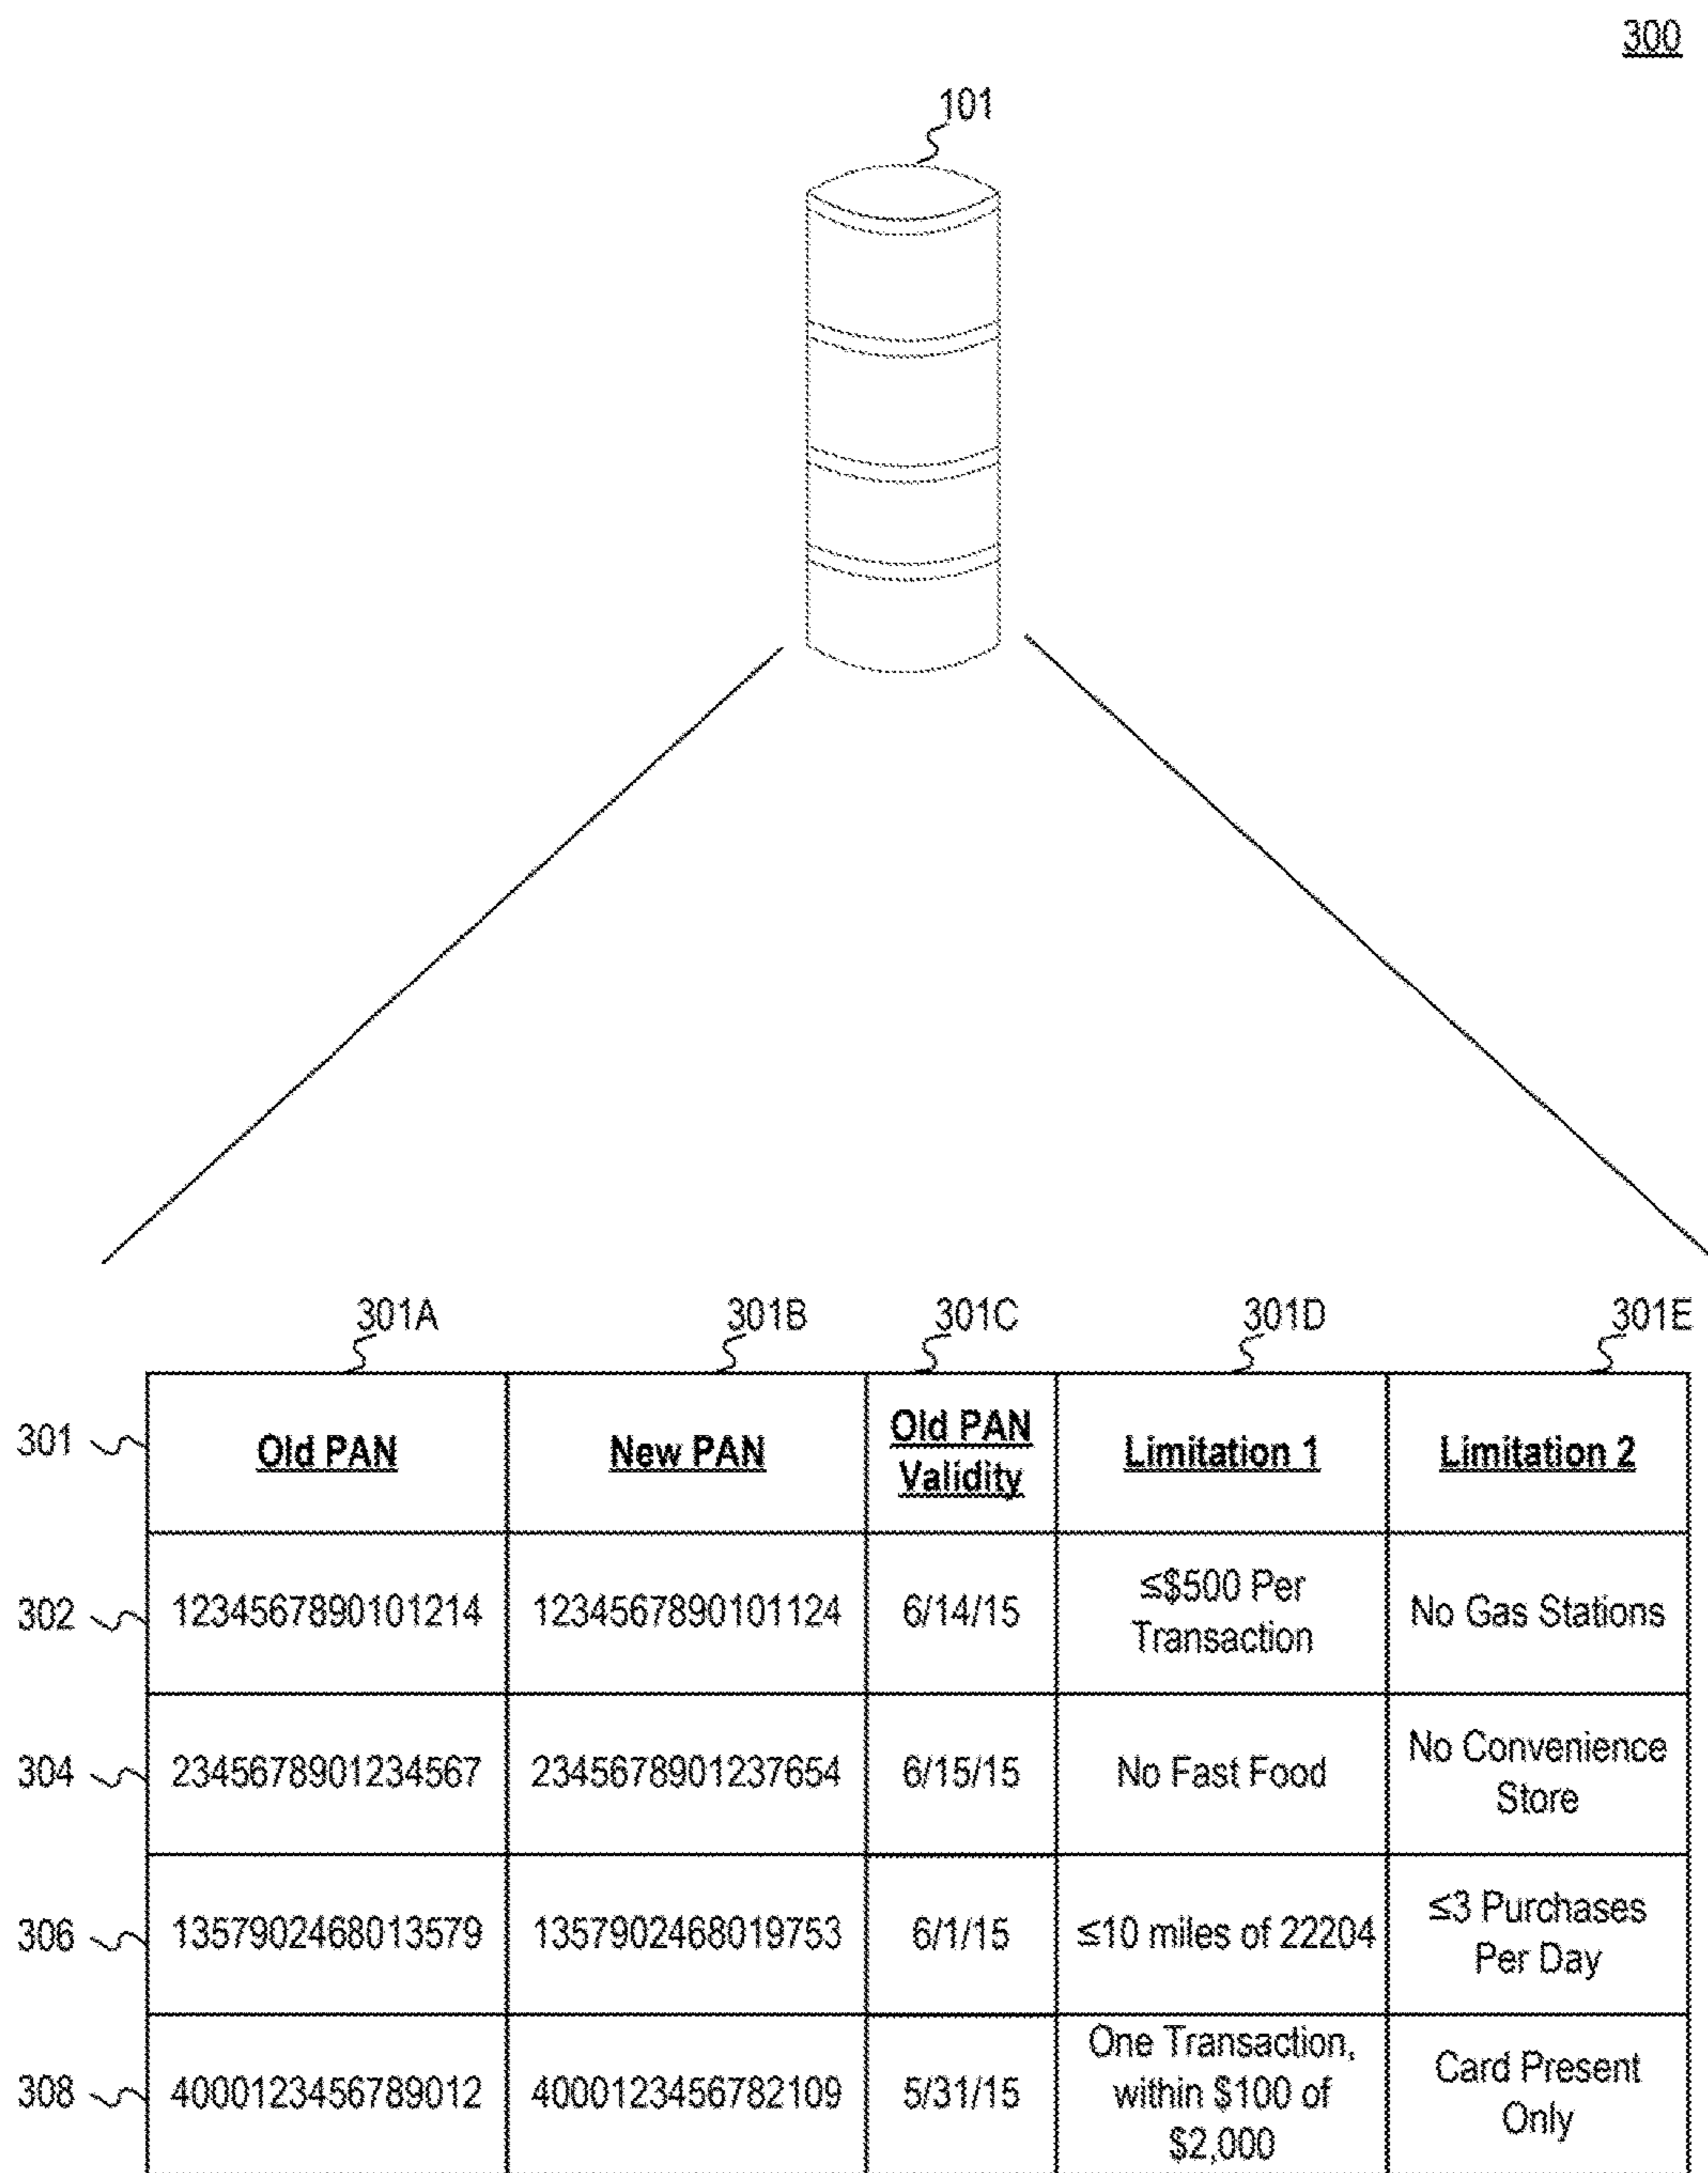 300
101
301A 301B 301C 301D 301E
301
Old PAN New PAN Old PAN Validity Limitation 1 Limitation 2
302
1234567890101214 1234567890101124 6/14/15 ≤$500 Per Transaction No Gas Stations
304
2345678901234567 2345678901237654 6/15/15 No Fast Food No Convenience Store
306
1357902468013579 1357902468019753 6/1/15 ≤10 miles of 22204 ≤3 Purchases Per Day
308
4000123456789012 4000123456782109 5/31/15 One Transaction, within $100 of $2,000 Card Present Only